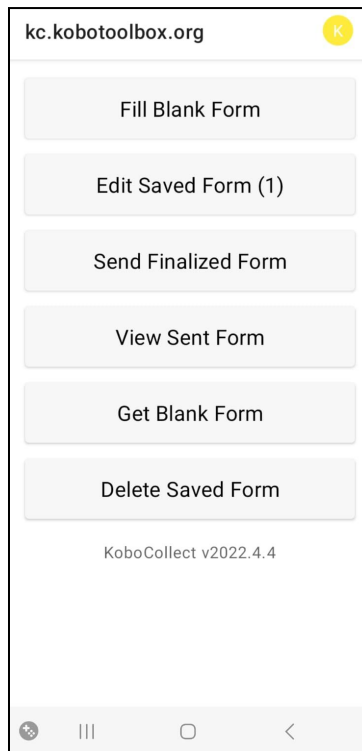 kc.kobotoolbox.org
K
Fill Blank Form
Edit Saved Form (1)
Send Finalized Form
View Sent Form
Get Blank Form
Delete Saved Form
KoboCollect v2022.4.4